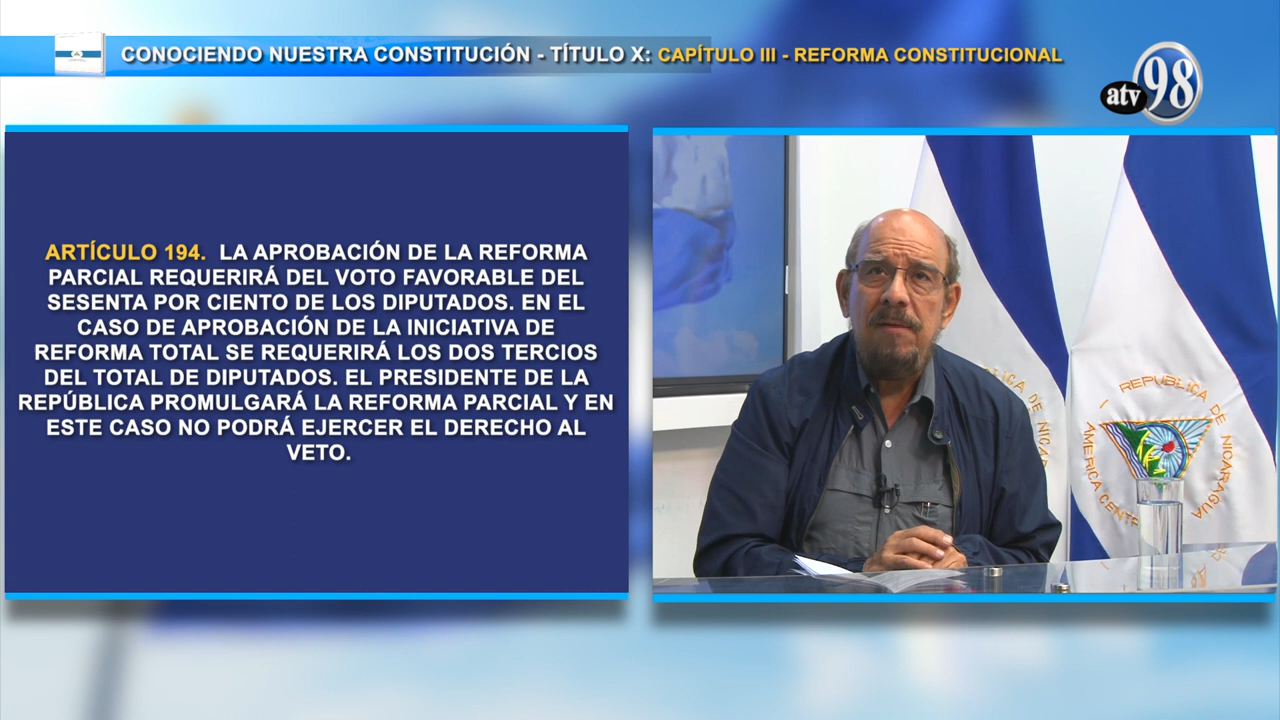 CONOCIENDO NUESTRA CONSTITUCIÓN - TÍTULO X: CAPÍTULO III - REFORMA CONSTITUCIONAL
atv 98
ARTÍCULO 194. LA APROBACIÓN DE LA REFORMA
PARCIAL REQUERIRÁ DEL VOTO FAVORABLE DEL
SESENTA POR CIENTO DE LOS DIPUTADOS. EN EL
CASO DE APROBACIÓN DE LA INICIATIVA DE
REFORMA TOTAL SE REQUERIRÁ LOS DOS TERCIOS
DEL TOTAL DE DIPUTADOS. EL PRESIDENTE DE LA
REPÚBLICA PROMULGARÁ LA REFORMA PARCIAL Y EN
ESTE CASO NO PODRÁ EJERCER EL DERECHO AL
VETO.
REPUBLICA DE NICARAGUA
AMERICA CENTR